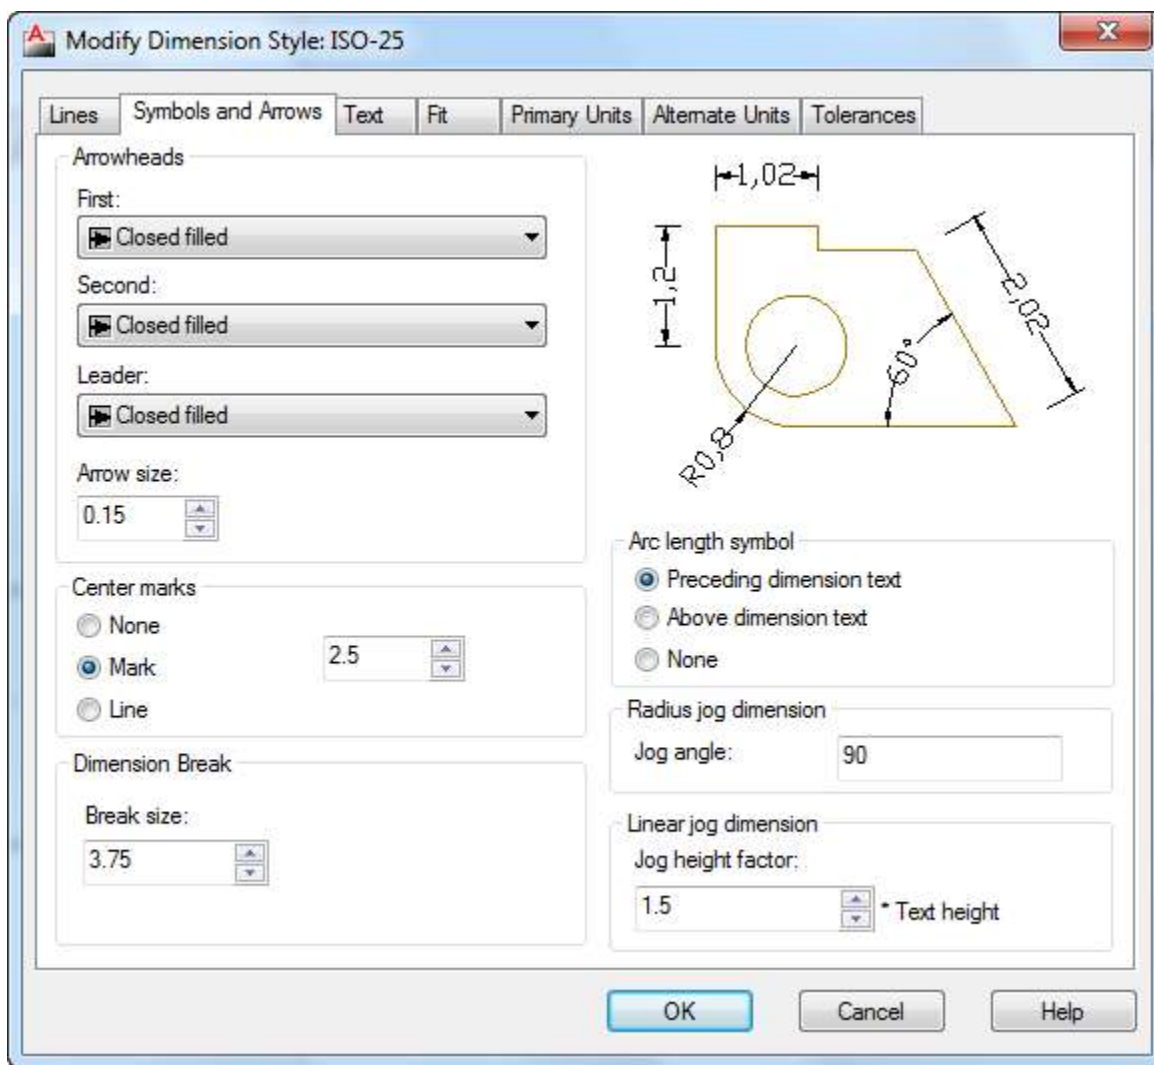 Modify Dimension Style: ISO-25
Lines Symbols and Arrows Text Fit Primary Units Alternate Units Tolerances
Arrowheads
First:
Closed filled
Second:
Closed filled
Leader:
Closed filled
Arrow size:
0.15
Center marks
None
Mark
2.5
Line
Dimension Break
Break size:
3.75
1,02
1,2
2,02
60°
R0,8
Arc length symbol
Preceding dimension text
Above dimension text
None
Radius jog dimension
Jog angle: 90
Linear jog dimension
Jog height factor:
1.5 * Text height
OK Cancel Help